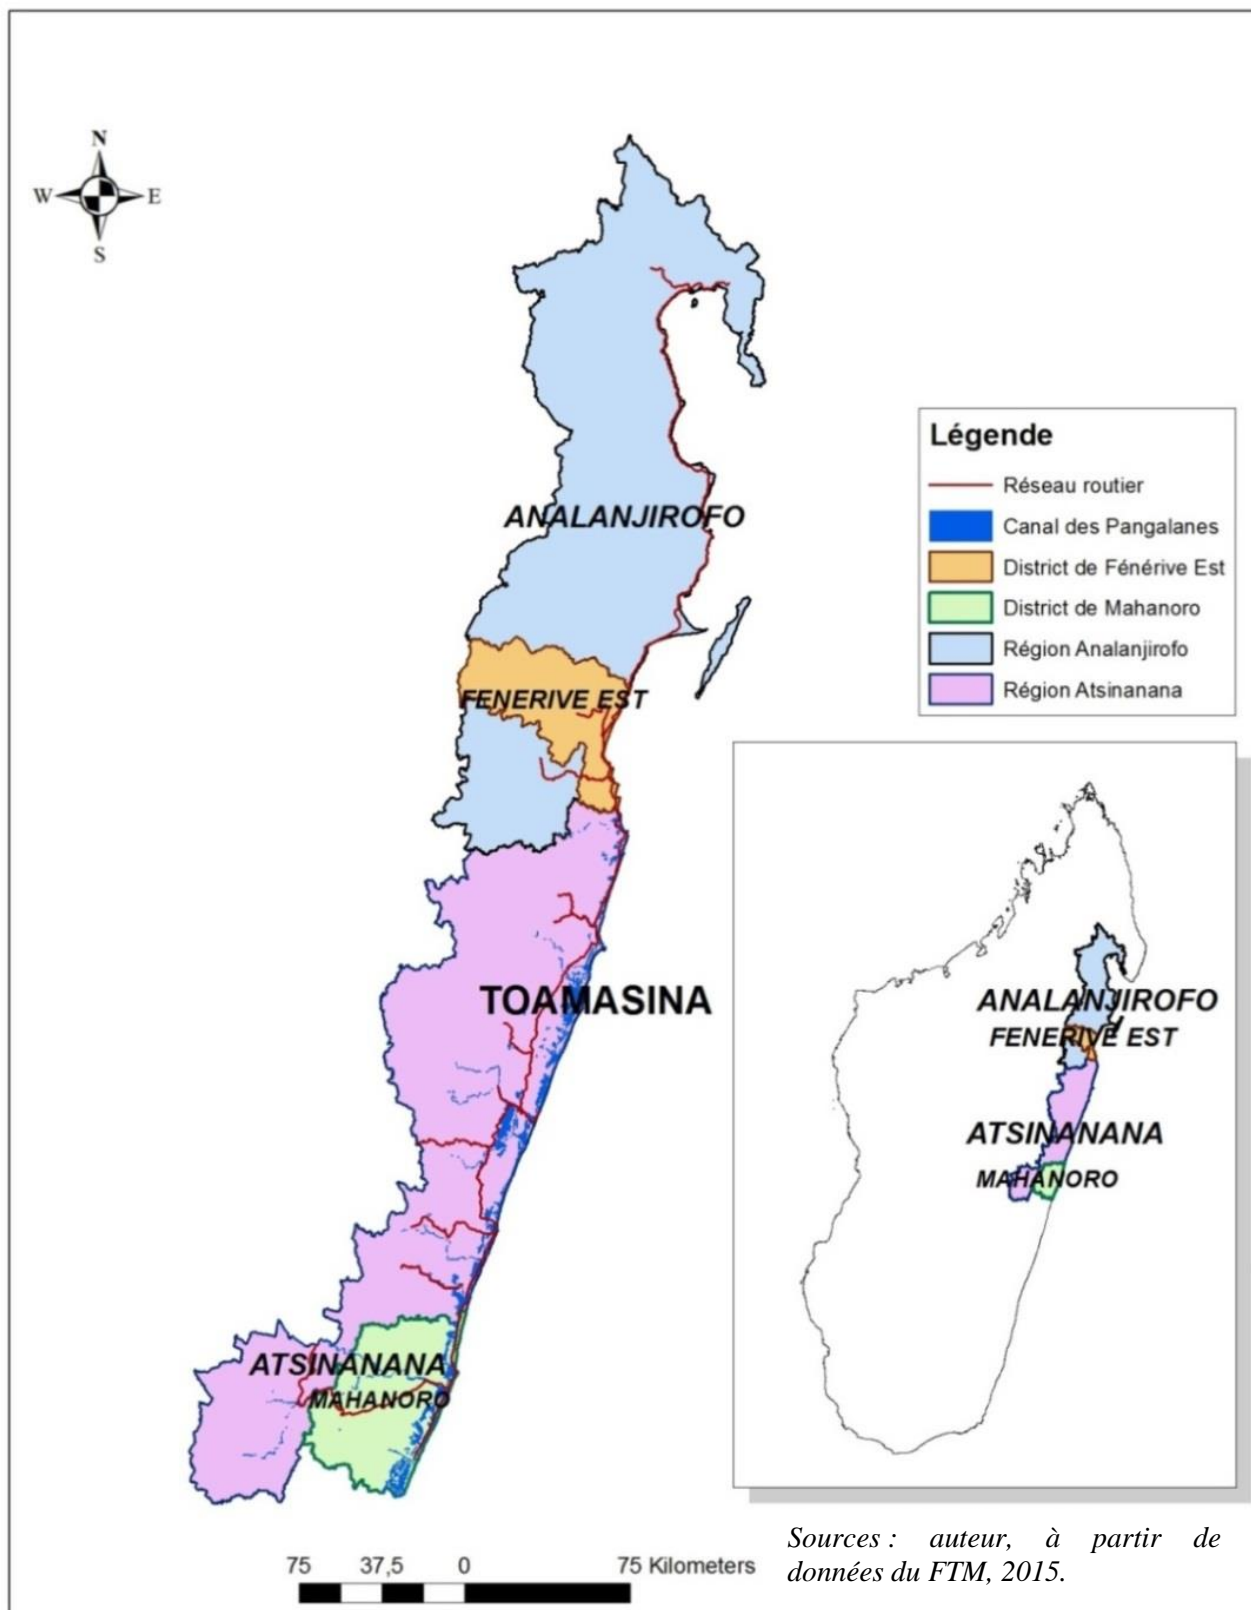 N
W E
S
ANALANJIROFO
FENERIVE EST
TOAMASINA
ATSINANANA
MAHANORO
Légende
Réseau routier
Canal des Pangalanes
District de Fénérive Est
District de Mahanoro
Région Analanjirofo
Région Atsinanana
ANALANJIROFO
FENERIVE EST
ATSINANANA
MAHANORO
75 37,5 0 75 Kilometers
Sources : auteur, à partir de
données du FTM, 2015.